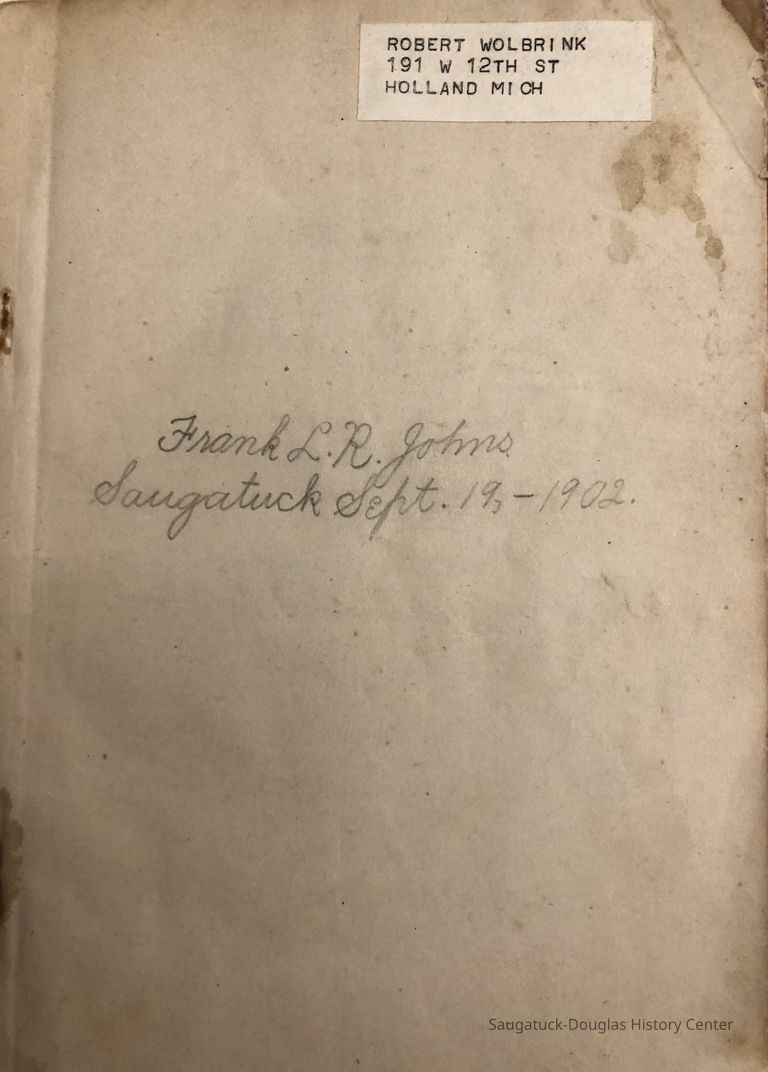 ROBERT WOLBRINK
191 W 12TH ST
HOLLAND MICH
Frank L. R. Johns
Saugatuck Sept. 19, – 1902.
Saugatuck-Douglas History Center